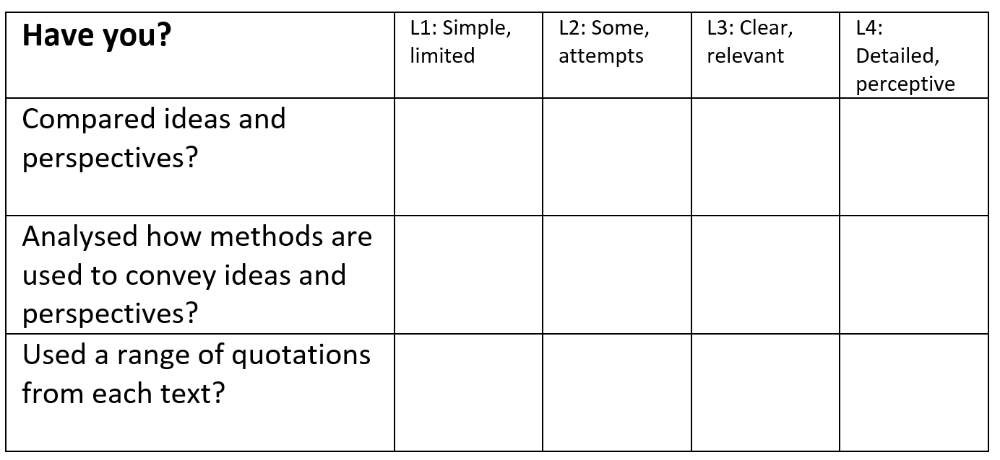 Have you?
L1: Simple,
limited
L2: Some,
attempts
L3: Clear,
relevant
L4:
Detailed,
perceptive
Compared ideas and
perspectives?
Analysed how methods are
used to convey ideas and
perspectives?
Used a range of quotations
from each text?